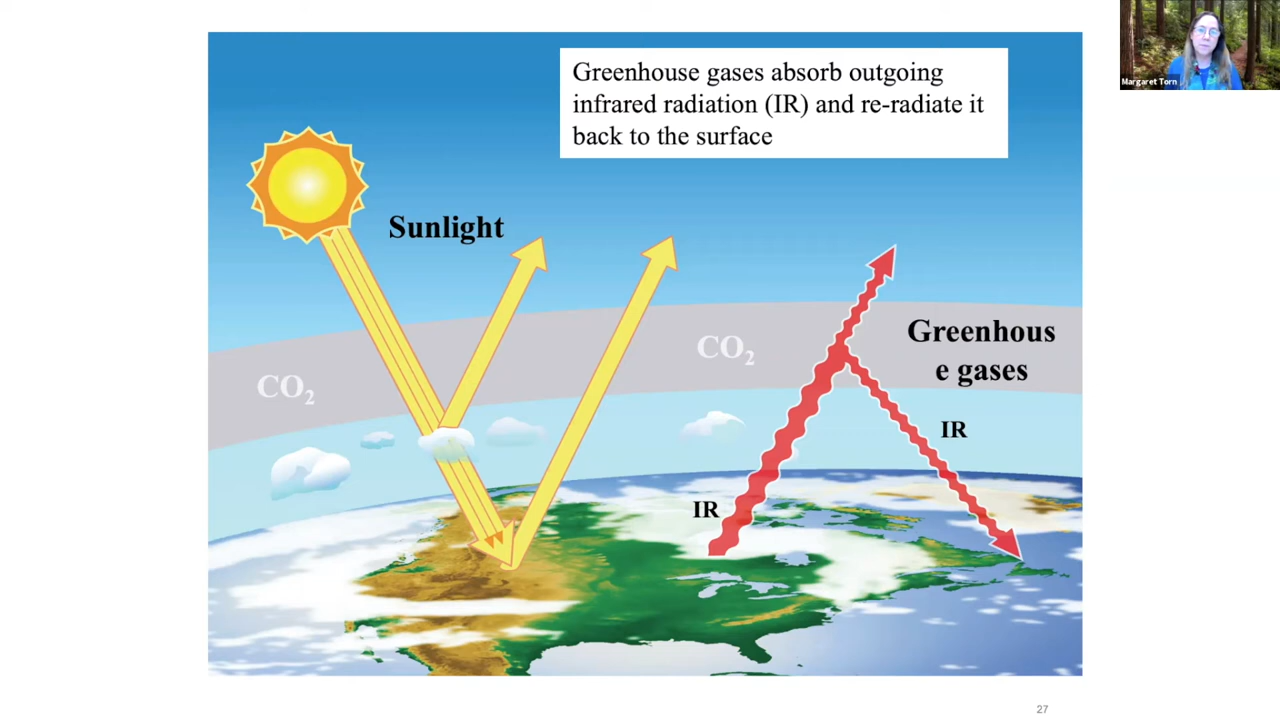 Greenhouse gases absorb outgoing
infrared radiation (IR) and re-radiate it
back to the surface
Margaret Torn
Sunlight
Greenhous
e gases
CO₂
CO₂
IR
IR
27